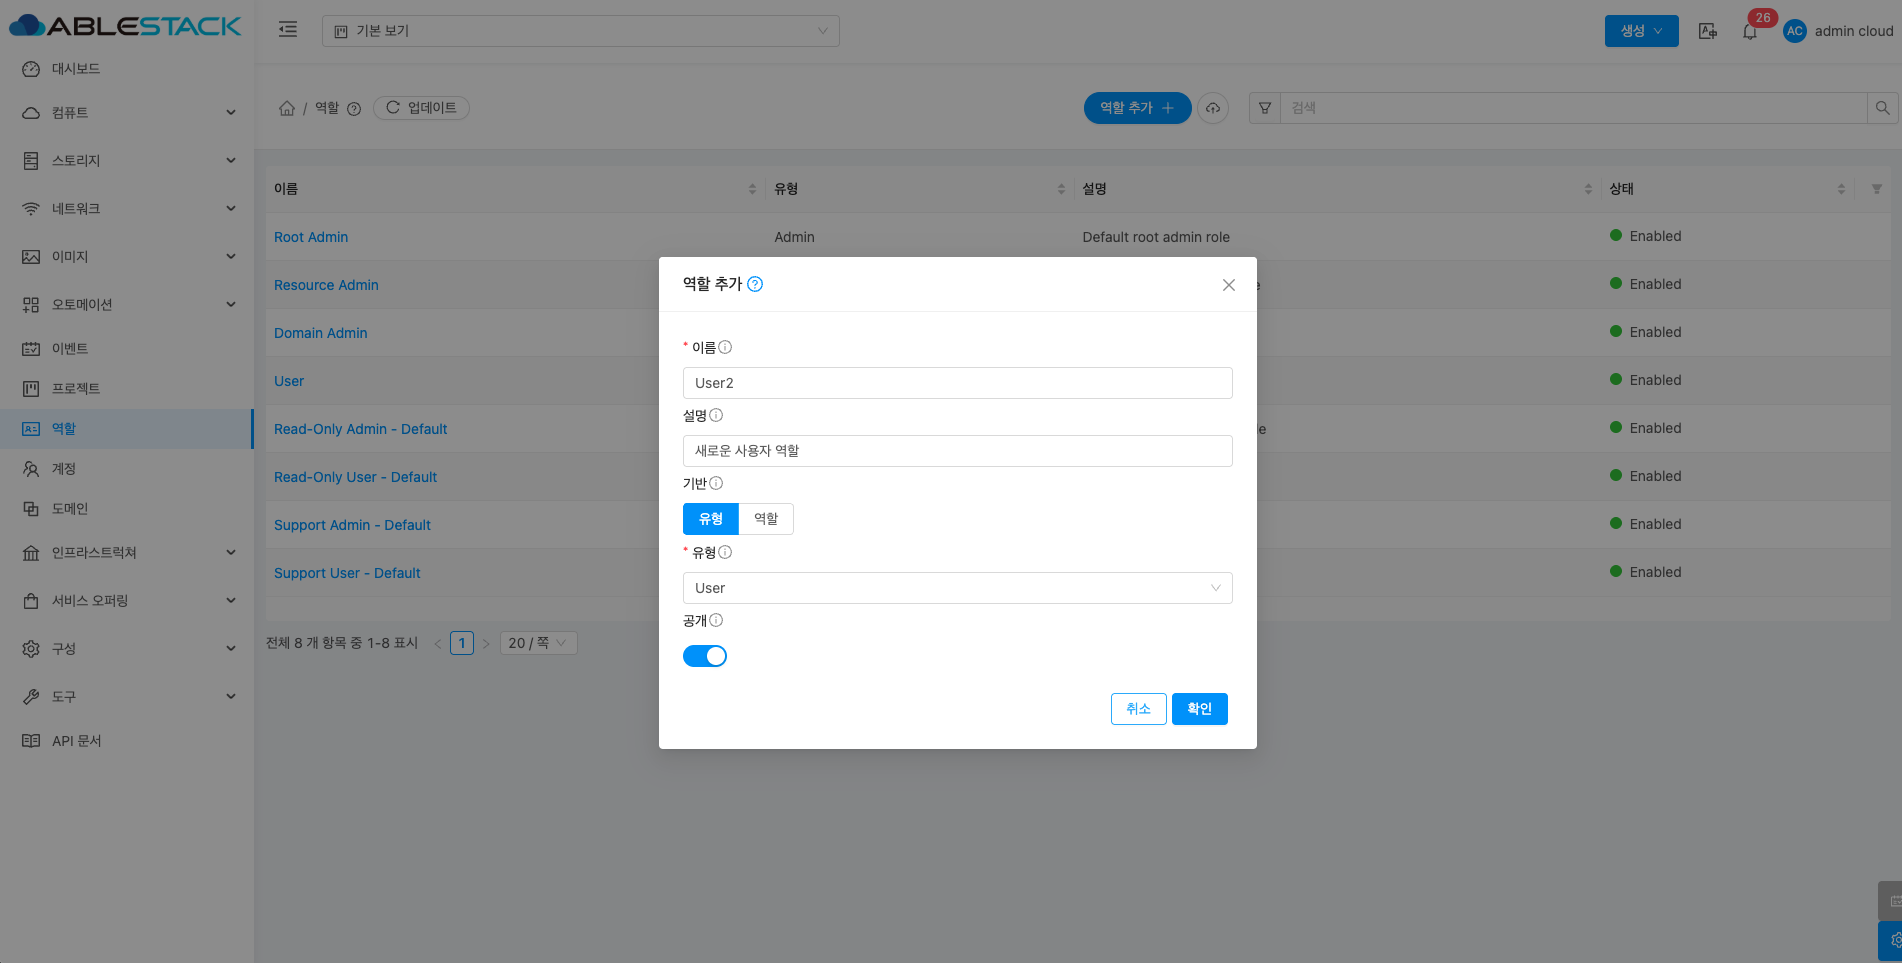 ABLESTACK
기본 보기
생성
26
AC
admin cloud
대시보드
컴퓨트
스토리지
네트워크
이미지
오토메이션
이벤트
프로젝트
역할
계정
도메인
인프라스트럭쳐
서비스 오퍼링
구성
도구
API 문서
/ 역할
업데이트
역할 추가
검색
이름 유형 설명 상태
Root Admin Admin Default root admin role Enabled
Resource Admin e Enabled
Domain Admin Enabled
User Enabled
Read-Only Admin - Default le Enabled
Read-Only User - Default Enabled
Support Admin - Default Enabled
Support User - Default Enabled
전체 8 개 항목 중 1-8 표시 < 1 > 20 / 쪽
역할 추가
* 이름
User2
설명
새로운 사용자 역할
기반
유형 역할
* 유형
User
공개
취소 확인